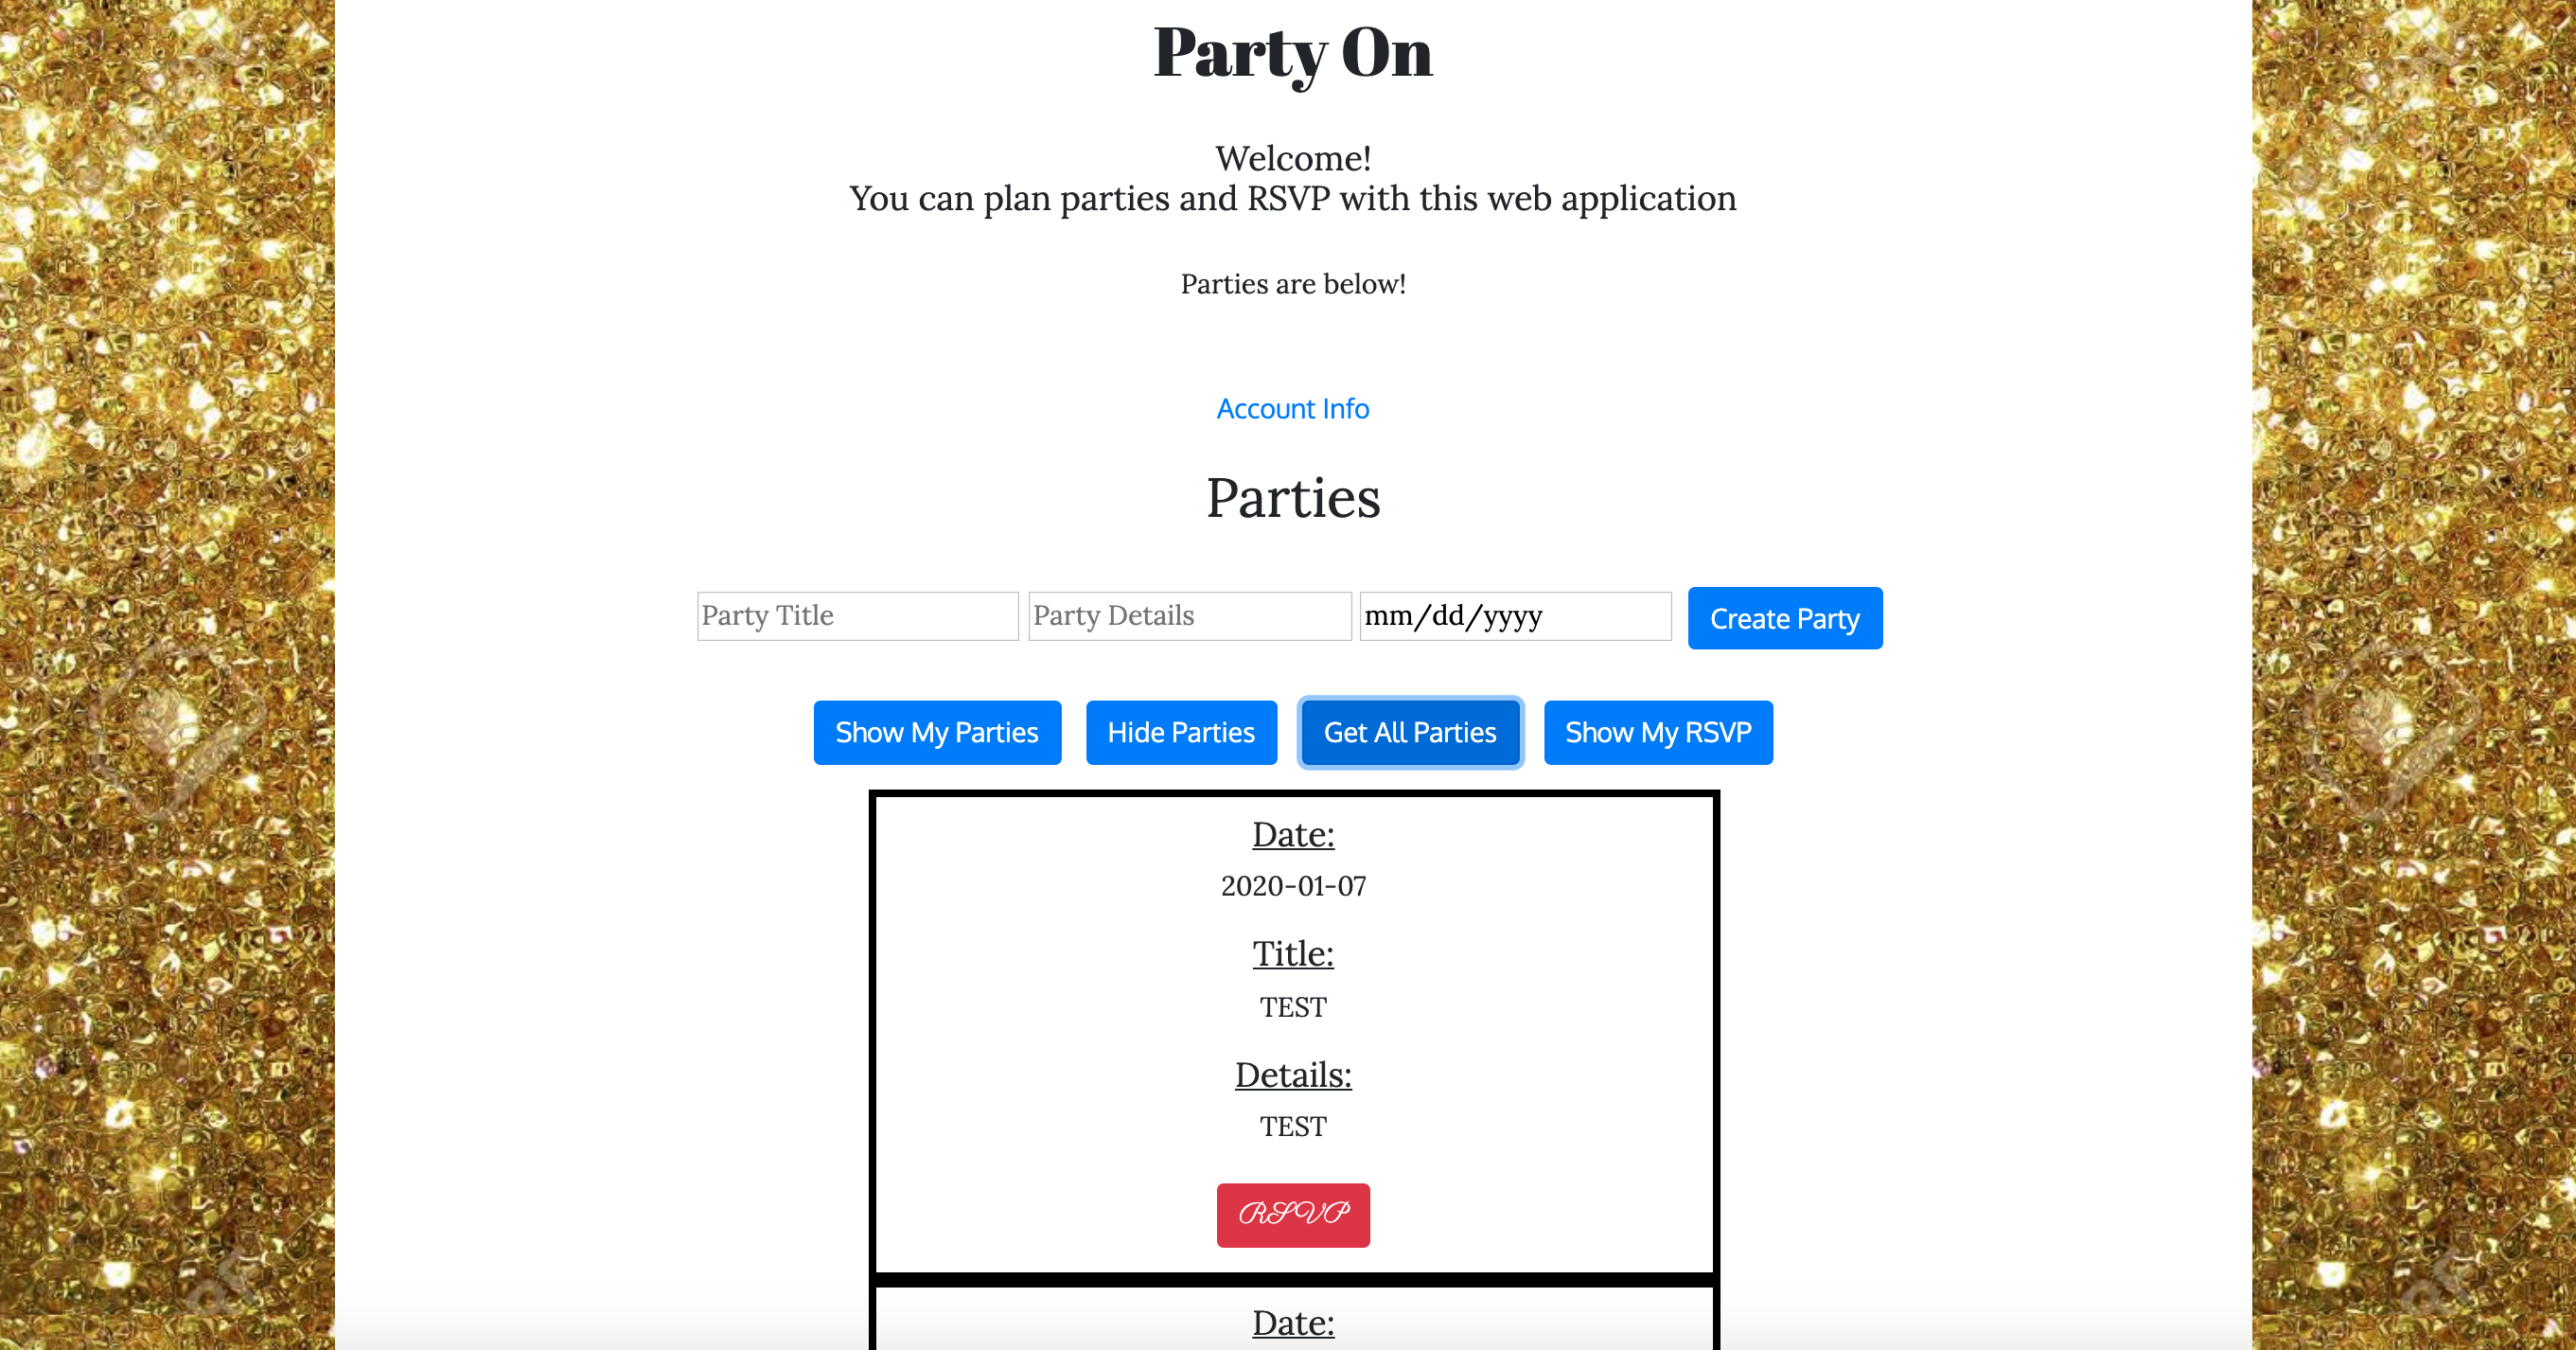 Party On
Welcome!
You can plan parties and RSVP with this web application
Parties are below!
Account Info
Parties
Party Title Party Details mm/dd/yyyy Create Party
Show My Parties Hide Parties Get All Parties Show My RSVP
Date:
2020-01-07
Title:
TEST
Details:
TEST
RSVP
Date: